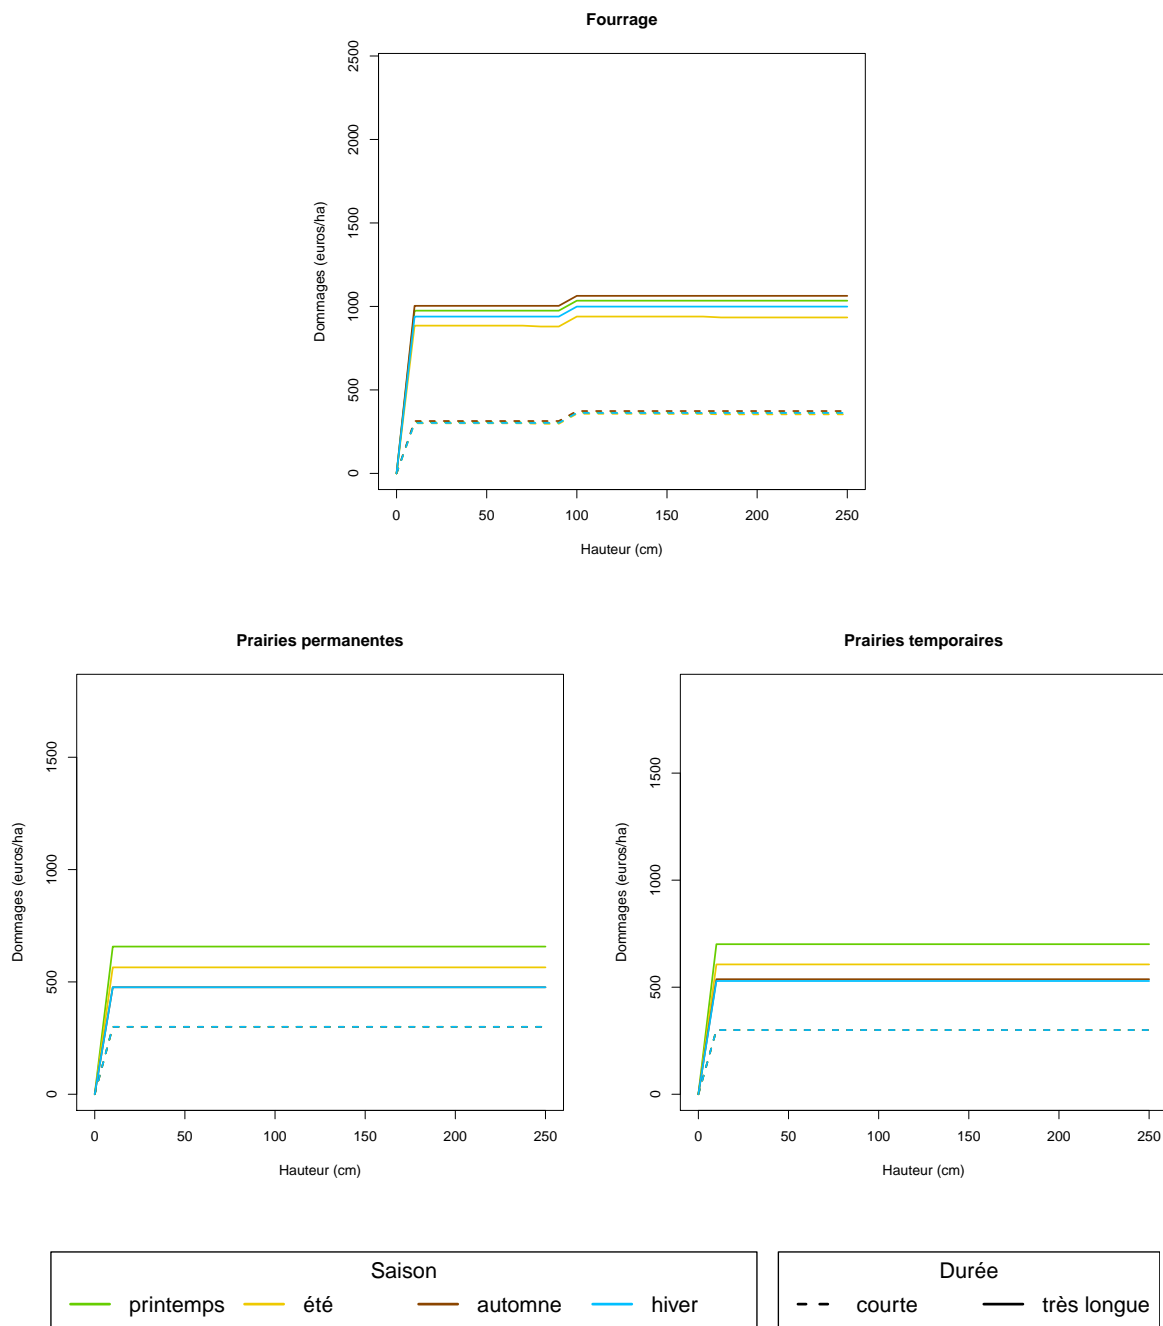 Fourrage
Dommages (euros/ha)
2500
2000
1500
1000
500
0
0 50 100 150 200 250
Hauteur (cm)
Prairies permanentes
Dommages (euros/ha)
1500
1000
500
0
0 50 100 150 200 250
Hauteur (cm)
Prairies temporaires
Dommages (euros/ha)
1500
1000
500
0
0 50 100 150 200 250
Hauteur (cm)
Saison
printemps été automne hiver
Durée
courte très longue